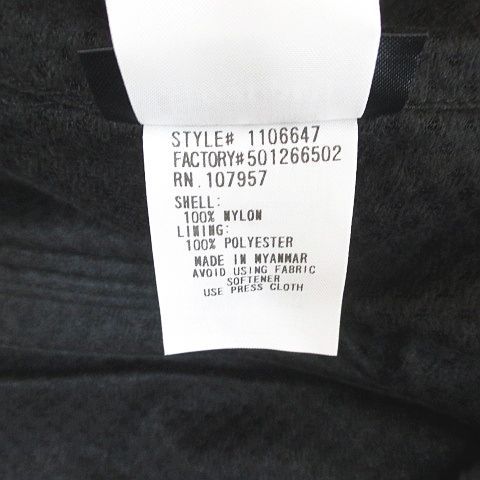 STYLE# 1106647
FACTORY#501266502
RN.107957
SHELL:
100% NYLON
LINING:
100% POLYESTER
MADE IN MYANMAR
AVOID USING FABRIC
SOFTENER
USE PRESS CLOTH